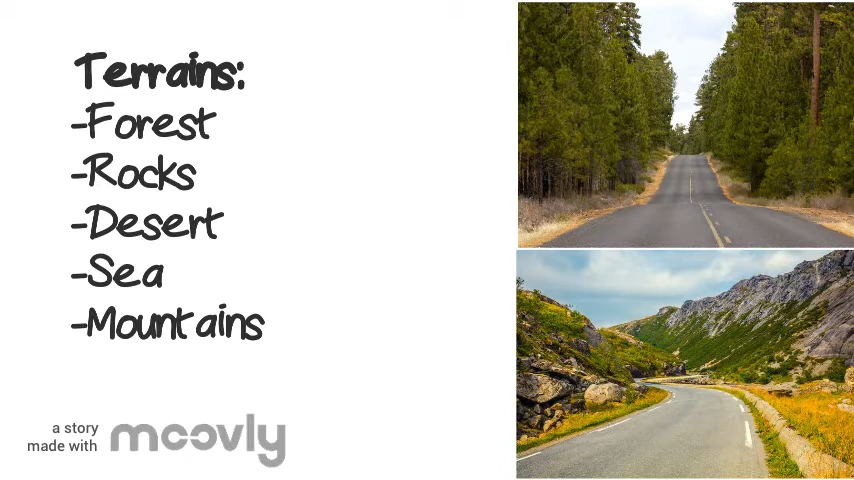 Terrains:
-Forest
-Rocks
-Desert
-Sea
-Mountains
a story
made with moovly